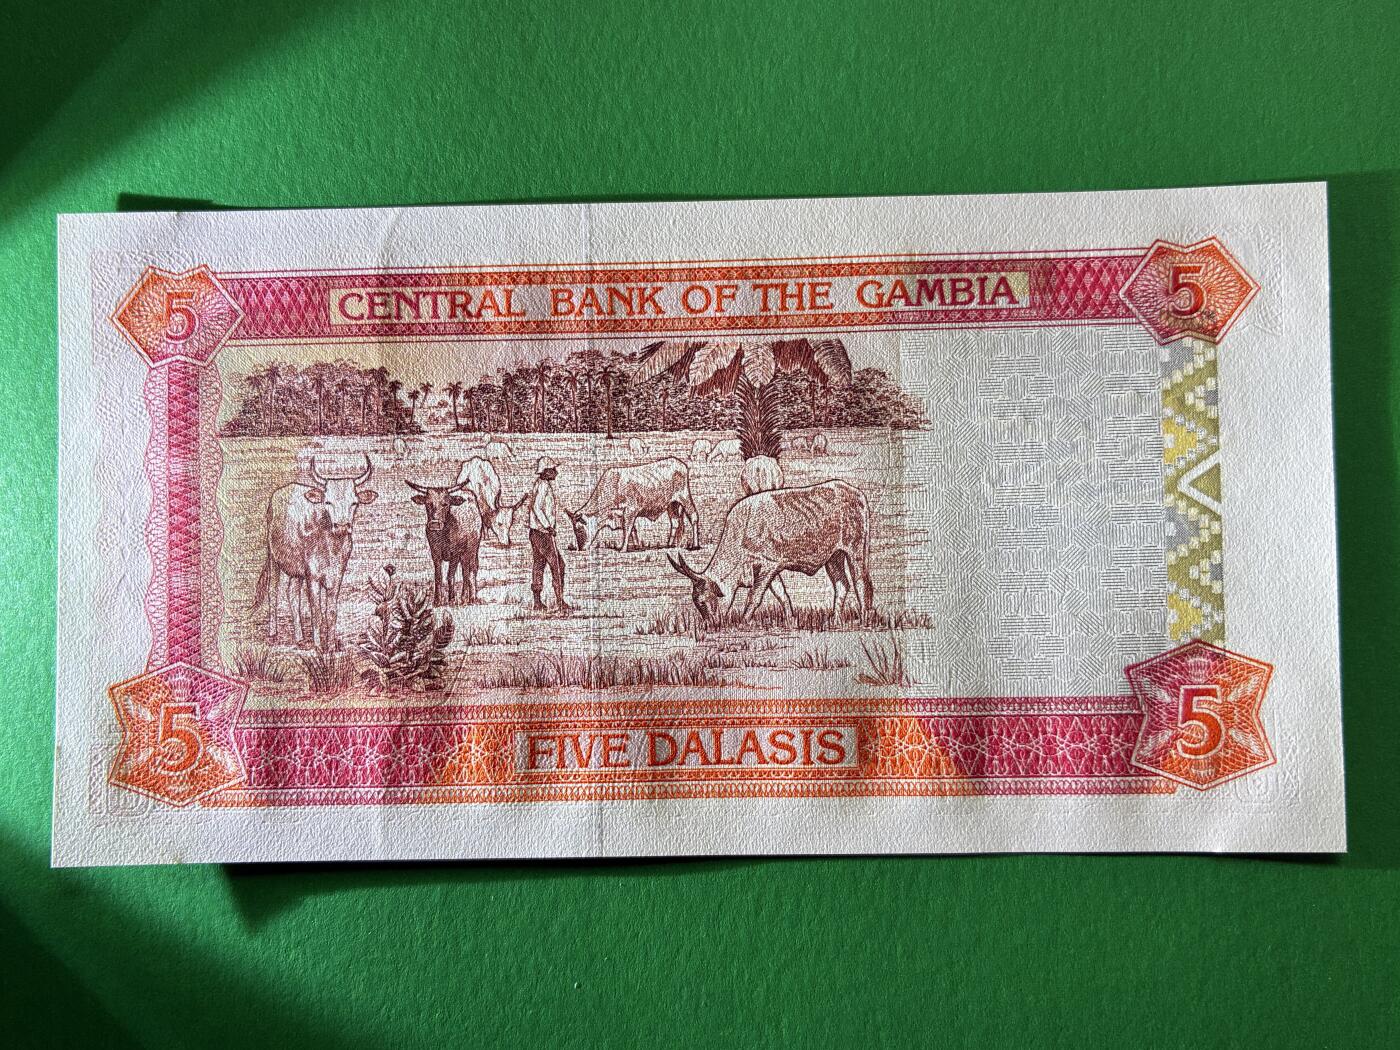 5 CENTRAL BANK OF THE GAMBIA 5
5 FIVE DALASIS 5